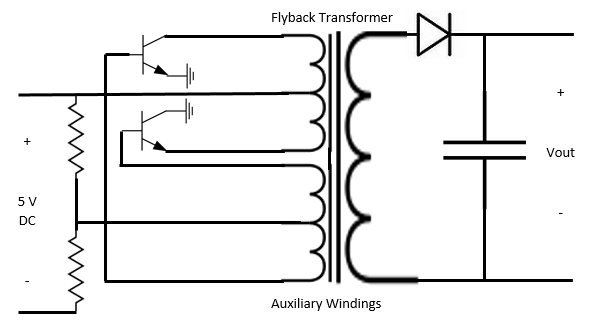 Flyback Transformer
+
5 V
DC
-
+
Vout
-
Auxiliary Windings